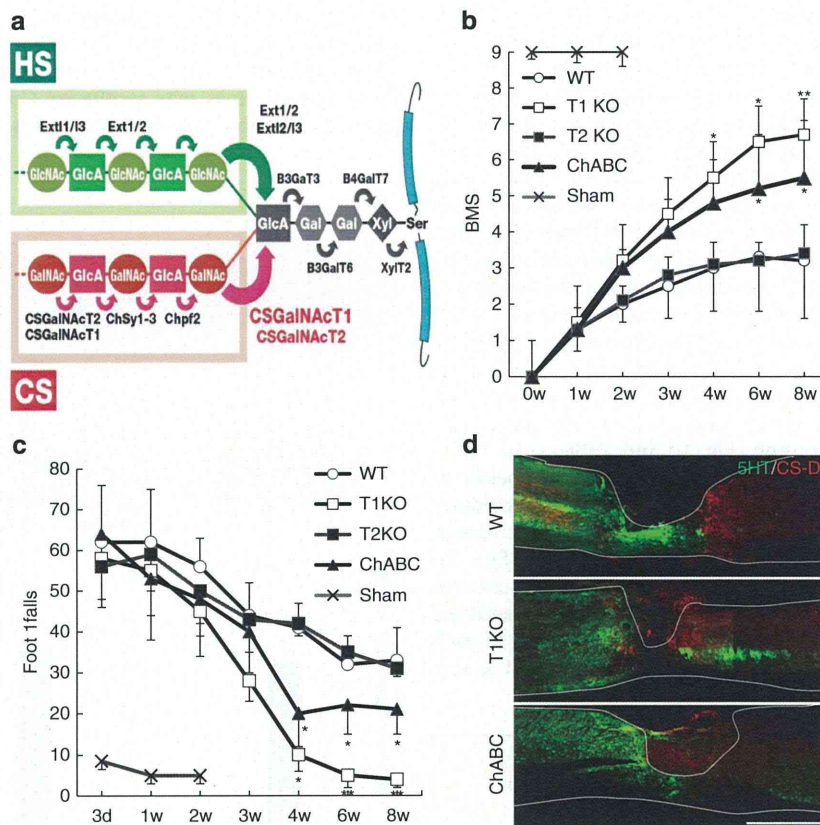 a
HS
Extl1/l3 Ext1/2
Ext1/2
Extl2/l3
GlcNAc GlcA GlcNAc GlcA GlcNAc
B3GaT3 B4GalT7
GlcA Gal Gal Xyl Ser
B3GalT6 XylT2
GalNAc GlcA GalNAc GlcA GalNAc
CSGalNAcT2 ChSy1-3 Chpf2
CSGalNAcT1
CSGalNAcT1
CSGalNAcT2
CS
b
BMS
9
8
7
6
5
4
3
2
1
0
WT
T1 KO
T2 KO
ChABC
Sham
* * **
* *
0w 1w 2w 3w 4w 6w 8w
c
Foot 1falls
80
70
60
50
40
30
20
10
0
WT
T1KO
T2KO
ChABC
Sham
* * *
* *** ***
3d 1w 2w 3w 4w 6w 8w
d
5HT/CS-D
WT
T1KO
ChABC